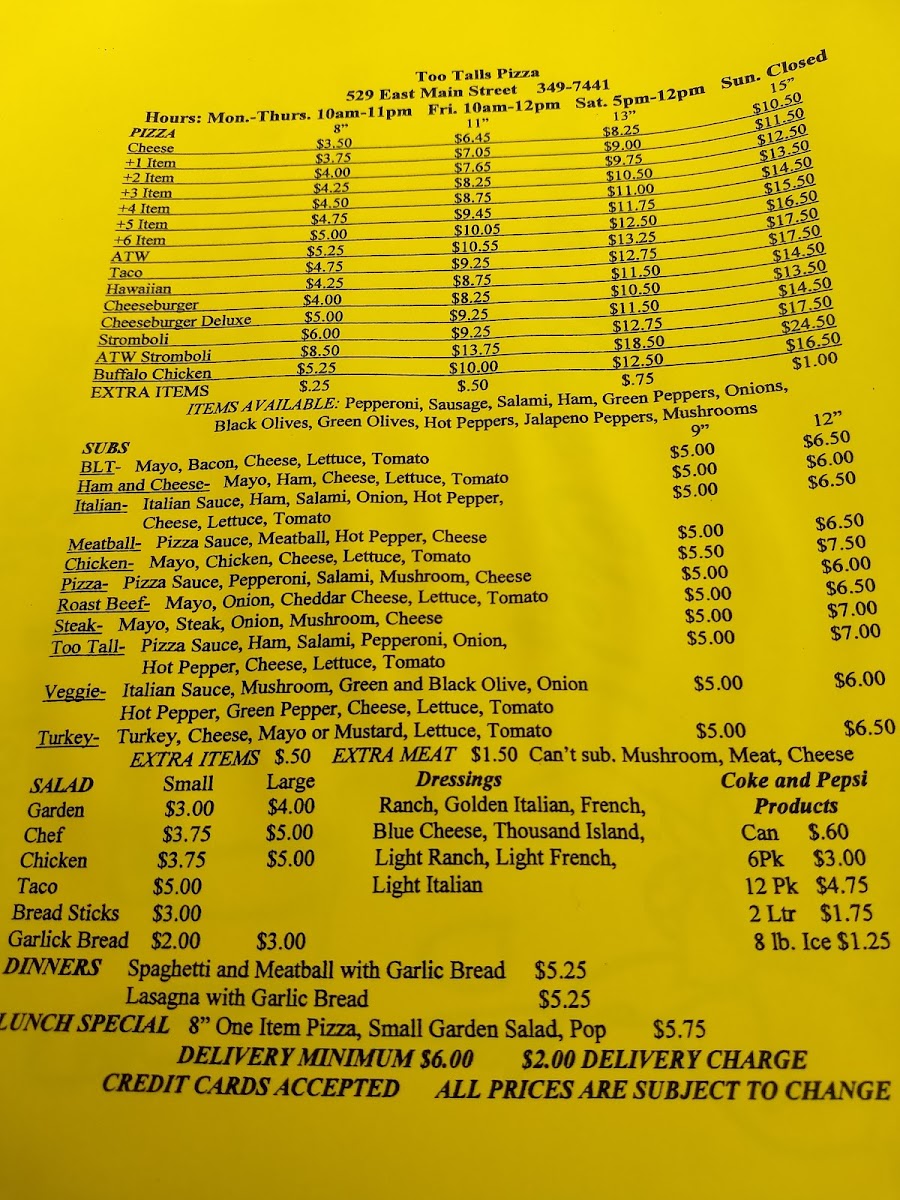 Too Talls Pizza
529 East Main Street 349-7441
Hours: Mon.-Thurs. 10am-11pm Fri. 10am-12pm Sat. 5pm-12pm Sun. Closed
PIZZA 8” 11” 13” 15”
Cheese $3.50 $6.45 $8.25 $10.50
+1 Item $3.75 $7.05 $9.00 $11.50
+2 Item $4.00 $7.65 $9.75 $12.50
+3 Item $4.25 $8.25 $10.50 $13.50
+4 Item $4.50 $8.75 $11.00 $14.50
+5 Item $4.75 $9.45 $11.75 $15.50
+6 Item $5.00 $10.05 $12.50 $16.50
ATW $5.25 $10.55 $13.25 $17.50
Taco $4.75 $9.25 $12.75 $17.50
Hawaiian $4.25 $8.75 $11.50 $14.50
Cheeseburger $4.00 $8.25 $10.50 $13.50
Cheeseburger Deluxe $5.00 $9.25 $11.50 $14.50
Stromboli $6.00 $9.25 $12.75 $17.50
ATW Stromboli $8.50 $13.75 $18.50 $24.50
Buffalo Chicken $5.25 $10.00 $12.50 $16.50
EXTRA ITEMS $.25 $.50 $.75 $1.00
ITEMS AVAILABLE: Pepperoni, Sausage, Salami, Ham, Green Peppers, Onions,
Black Olives, Green Olives, Hot Peppers, Jalapeno Peppers, Mushrooms
SUBS 9” 12”
BLT- Mayo, Bacon, Cheese, Lettuce, Tomato $5.00 $6.50
Ham and Cheese- Mayo, Ham, Cheese, Lettuce, Tomato $5.00 $6.00
Italian- Italian Sauce, Ham, Salami, Onion, Hot Pepper, $5.00 $6.50
Cheese, Lettuce, Tomato
Meatball- Pizza Sauce, Meatball, Hot Pepper, Cheese $5.00 $6.50
Chicken- Mayo, Chicken, Cheese, Lettuce, Tomato $5.50 $7.50
Pizza- Pizza Sauce, Pepperoni, Salami, Mushroom, Cheese $5.00 $6.00
Roast Beef- Mayo, Onion, Cheddar Cheese, Lettuce, Tomato $5.00 $6.50
Steak- Mayo, Steak, Onion, Mushroom, Cheese $5.00 $7.00
Too Tall- Pizza Sauce, Ham, Salami, Pepperoni, Onion, $5.00 $7.00
Hot Pepper, Cheese, Lettuce, Tomato
Veggie- Italian Sauce, Mushroom, Green and Black Olive, Onion $5.00 $6.00
Hot Pepper, Green Pepper, Cheese, Lettuce, Tomato
Turkey- Turkey, Cheese, Mayo or Mustard, Lettuce, Tomato $5.00 $6.50
EXTRA ITEMS $.50 EXTRA MEAT $1.50 Can’t sub. Mushroom, Meat, Cheese
SALAD Small Large Dressings Coke and Pepsi
Garden $3.00 $4.00 Ranch, Golden Italian, French, Products
Chef $3.75 $5.00 Blue Cheese, Thousand Island, Can $.60
Chicken $3.75 $5.00 Light Ranch, Light French, 6Pk $3.00
Taco $5.00 Light Italian 12 Pk $4.75
Bread Sticks $3.00 2 Ltr $1.75
Garlick Bread $2.00 $3.00 8 lb. Ice $1.25
DINNERS Spaghetti and Meatball with Garlic Bread $5.25
Lasagna with Garlic Bread $5.25
LUNCH SPECIAL 8” One Item Pizza, Small Garden Salad, Pop $5.75
DELIVERY MINIMUM $6.00 $2.00 DELIVERY CHARGE
CREDIT CARDS ACCEPTED ALL PRICES ARE SUBJECT TO CHANGE